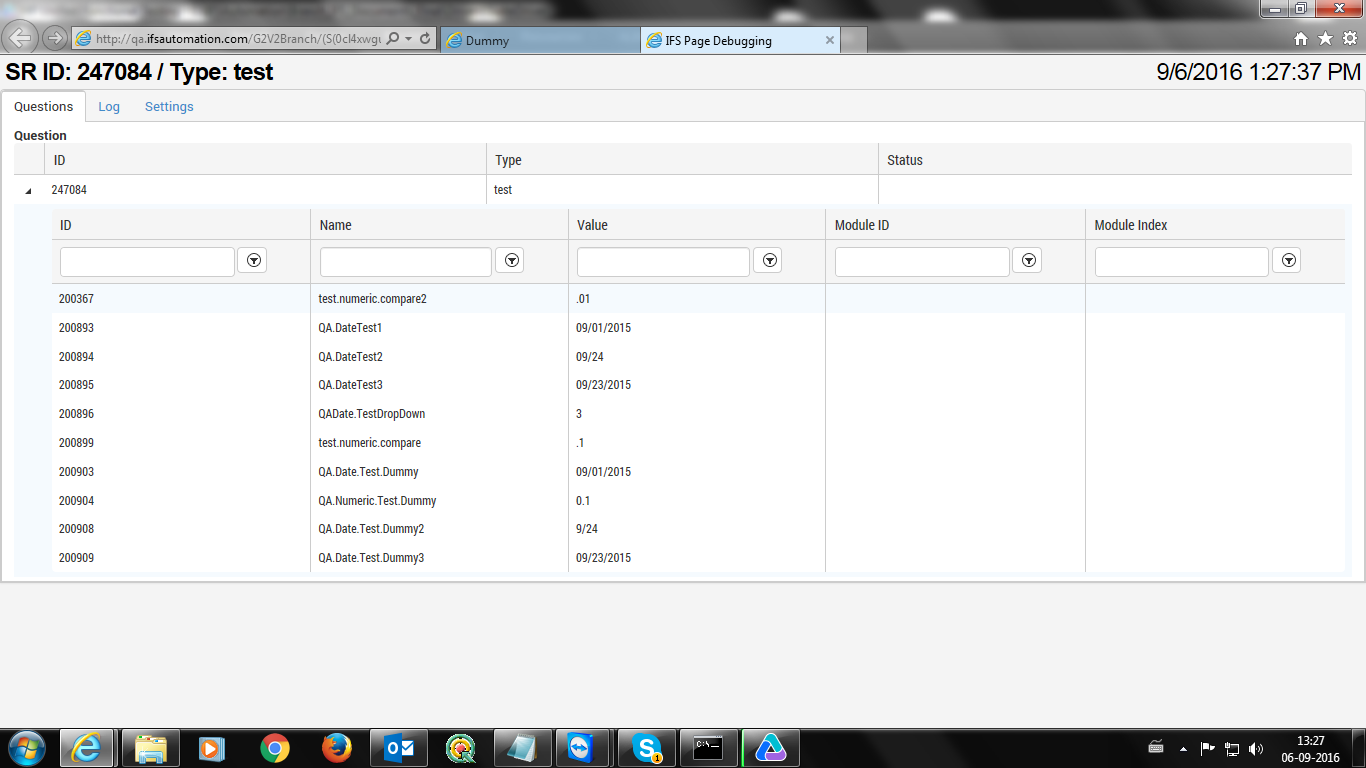 http://qa.ifsautomation.com/G2V2Branch/(S(0cl4xwgu
Dummy
IFS Page Debugging
SR ID: 247084 / Type: test 9/6/2016 1:27:37 PM
Questions Log Settings
Question
ID Type Status
247084 test
ID Name Value Module ID Module Index
200367 test.numeric.compare2 .01
200893 QA.DateTest1 09/01/2015
200894 QA.DateTest2 09/24
200895 QA.DateTest3 09/23/2015
200896 QADate.TestDropDown 3
200899 test.numeric.compare .1
200903 QA.Date.Test.Dummy 09/01/2015
200904 QA.Numeric.Test.Dummy 0.1
200908 QA.Date.Test.Dummy2 9/24
200909 QA.Date.Test.Dummy3 09/23/2015
13:27
06-09-2016